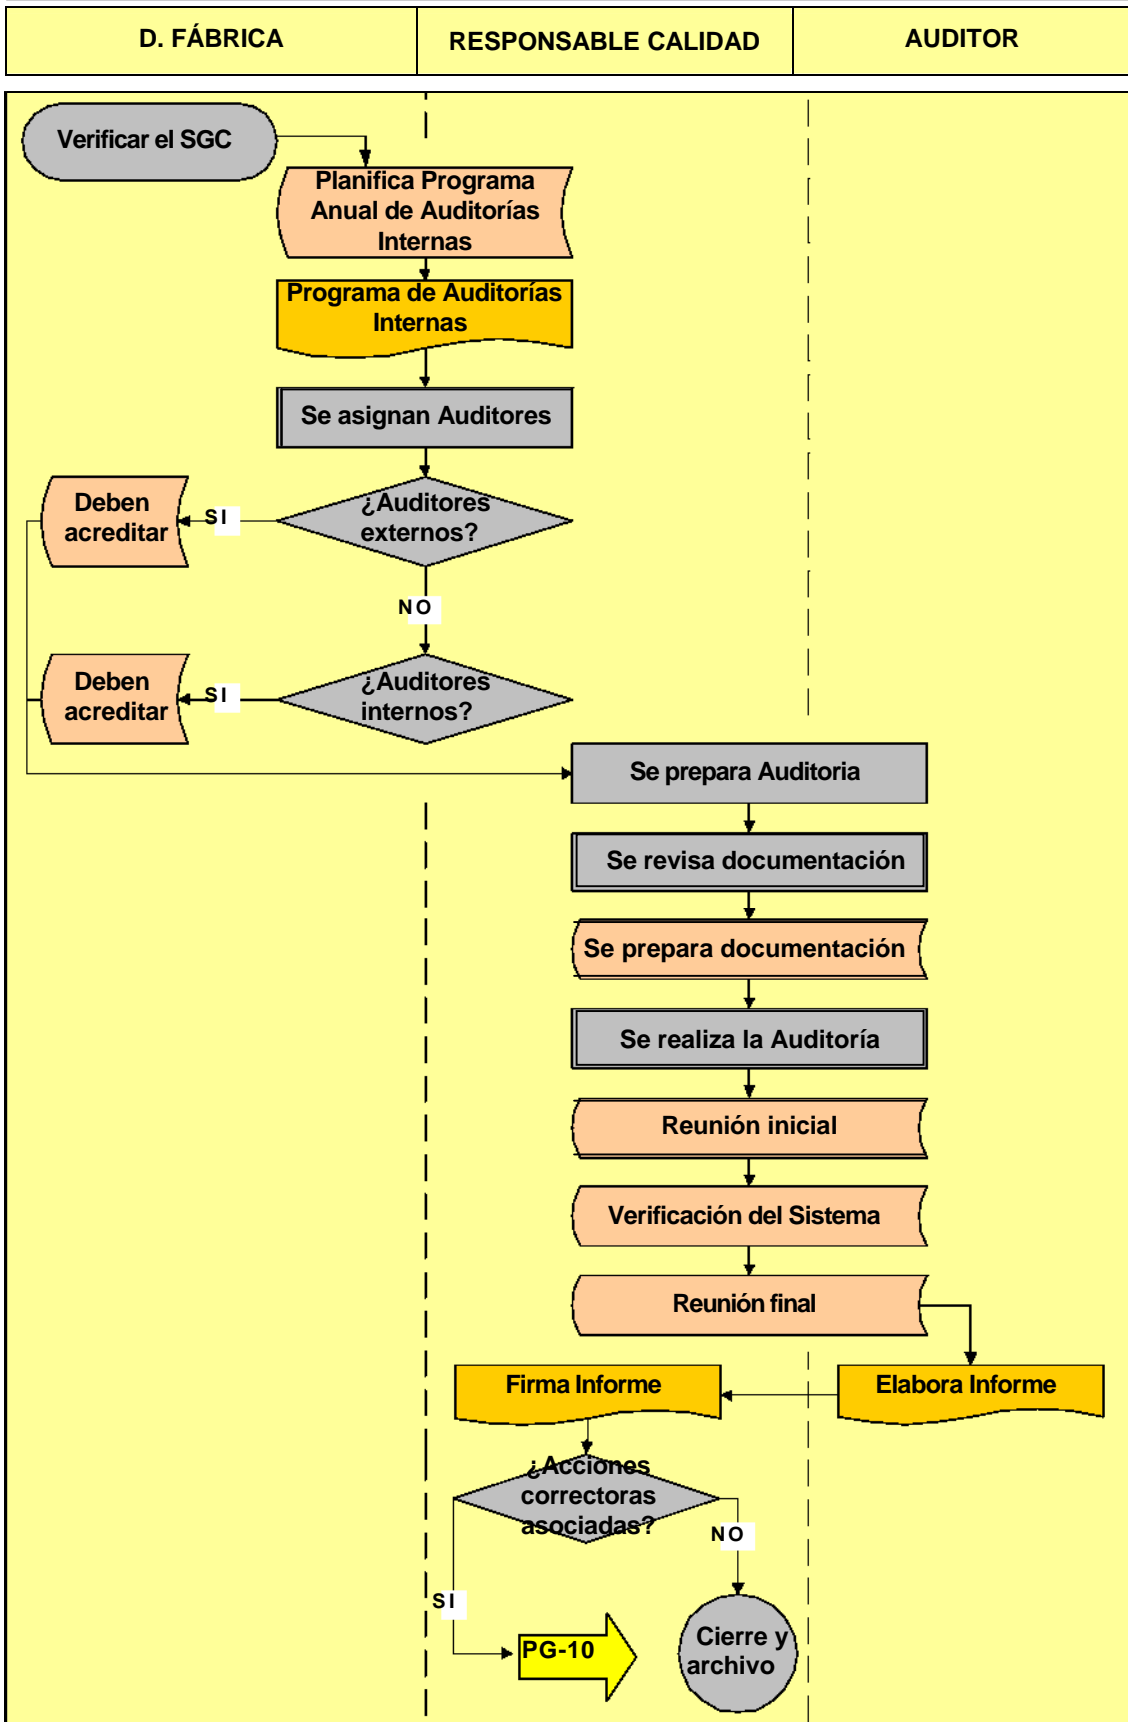 D. FÁBRICA
RESPONSABLE CALIDAD
AUDITOR
Verificar el SGC
Planifica Programa
Anual de Auditorías
Internas
Programa de Auditorías
Internas
Se asignan Auditores
¿Auditores
externos?
SI
Deben
acreditar
NO
¿Auditores
internos?
SI
Deben
acreditar
Se prepara Auditoria
Se revisa documentación
Se prepara documentación
Se realiza la Auditoría
Reunión inicial
Verificación del Sistema
Reunión final
Elabora Informe
Firma Informe
¿Acciones
correctoras
asociadas?
NO
SI
PG-10
Cierre y
archivo